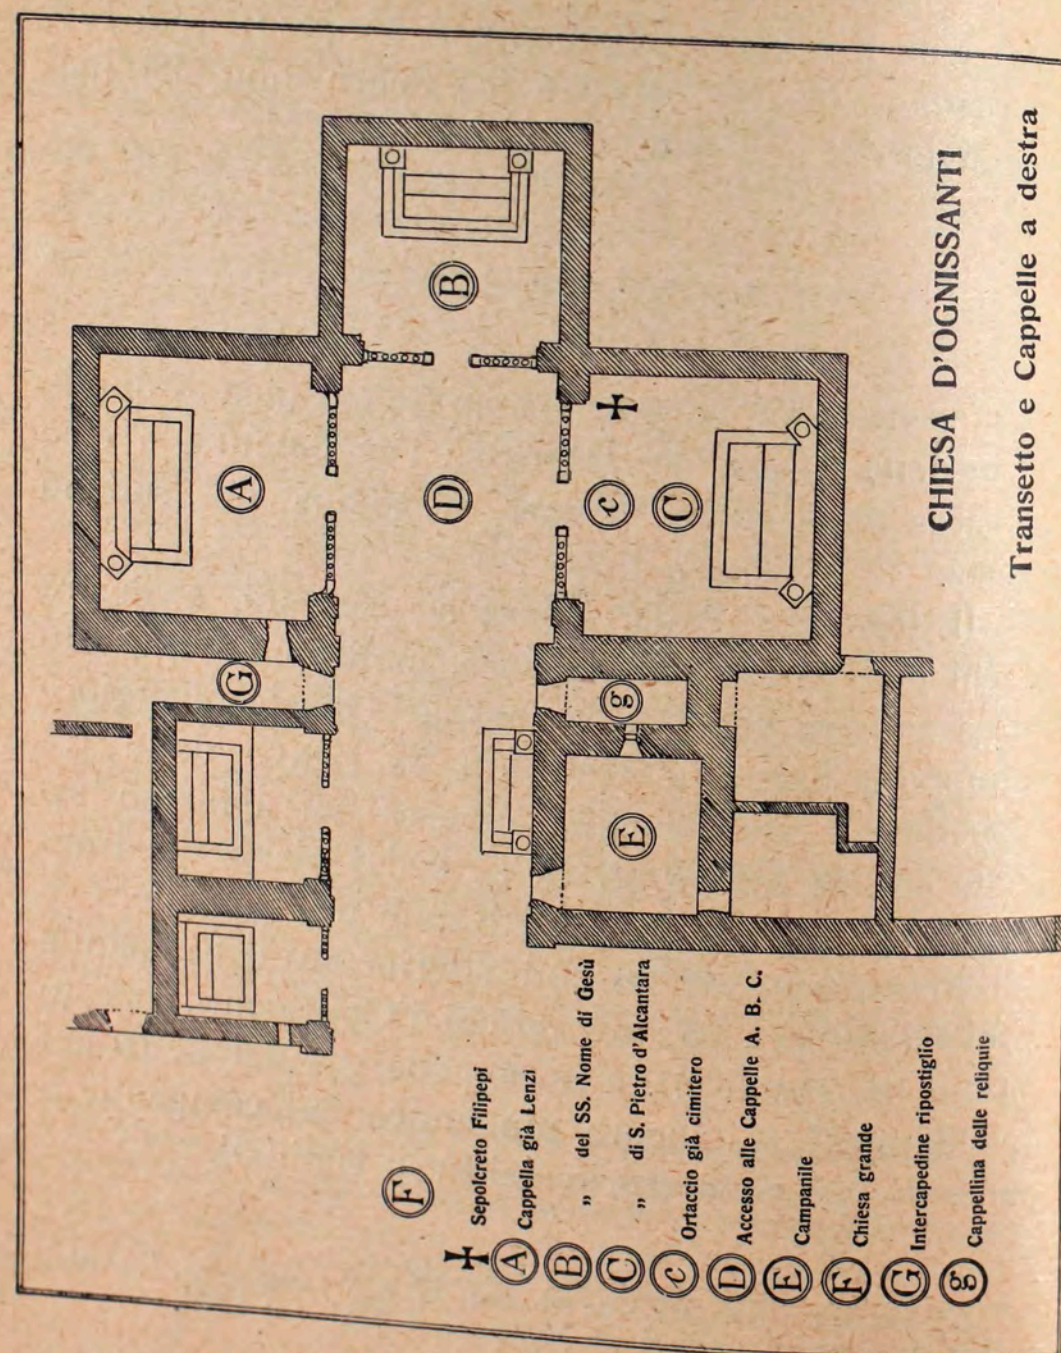 CHIESA D'OGNISSANTI
Transetto e Cappelle a destra
A
B
D
c
C
G
g
E
F
✝ Sepolcreto Filipepi
A Cappella già Lenzi
B „ del SS. Nome di Gesù
C „ di S. Pietro d'Alcantara
c Ortaccio già cimitero
D Accesso alle Cappelle A. B. C.
E Campanile
F Chiesa grande
G Intercapedine ripostiglio
g Cappellina delle reliquie